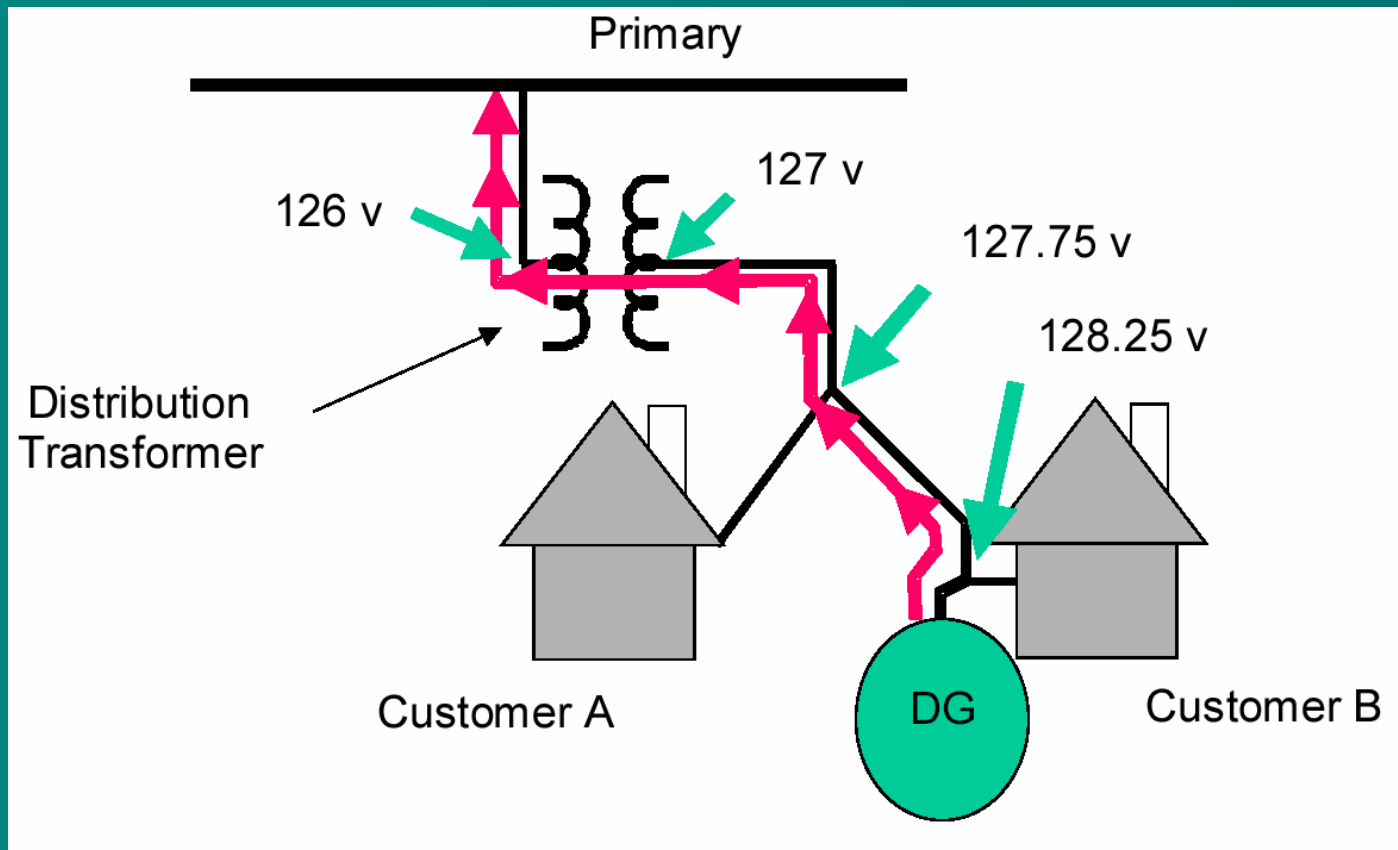 Primary
127 v
126 v
127.75 v
128.25 v
Distribution
Transformer
Customer A
DG
Customer B